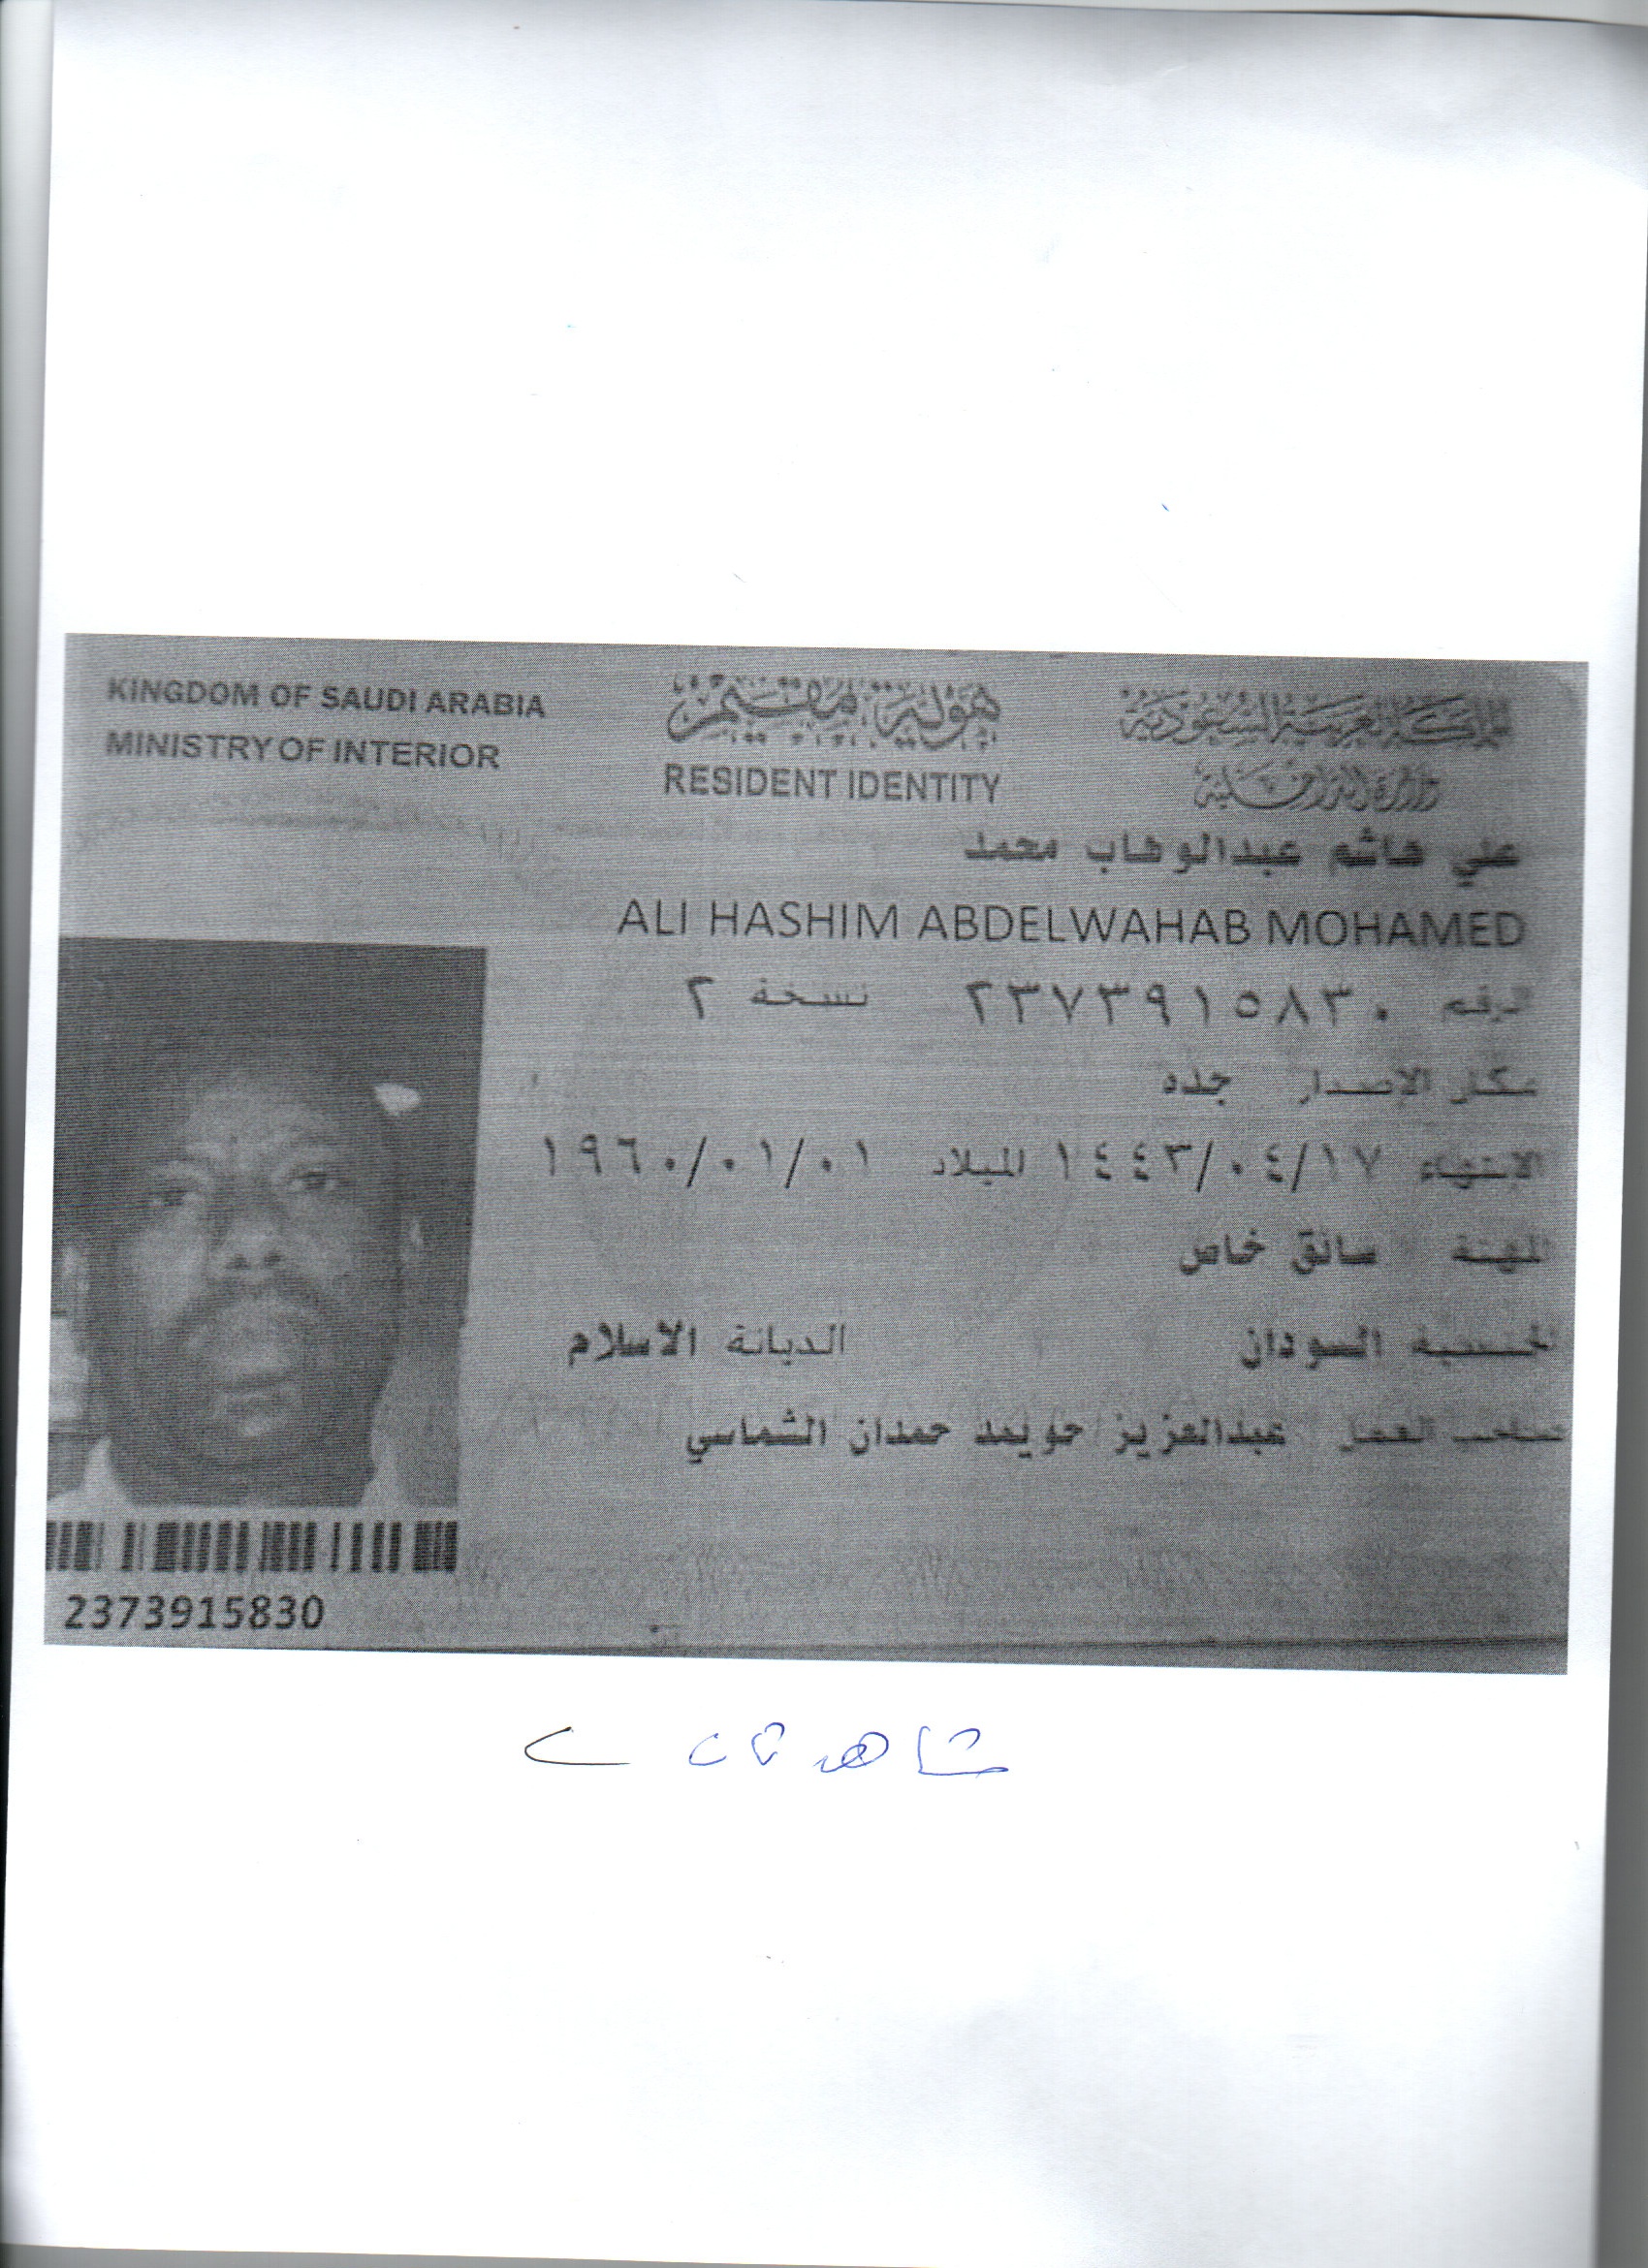 KINGDOM OF SAUDI ARABIA
MINISTRY OF INTERIOR
هوية مقيم
RESIDENT IDENTITY
المملكة العربية السعودية
وزارة الداخلية
علي هاشم عبدالوهاب محمد
ALI HASHIM ABDELWAHAB MOHAMED
الرقم ٢٣٧٣٩١٥٨٣٠ نسخة ٢
مكان الإصدار جده
الانتهاء ١٤٤٣/٠٤/١٧ الميلاد ١٩٦٠/٠١/٠١
المهنة سائق خاص
الجنسية السودان الديانة الاسلام
صاحب العمل عبدالعزيز حويمد حمدان الشماسي
2373915830
شاهد ثان